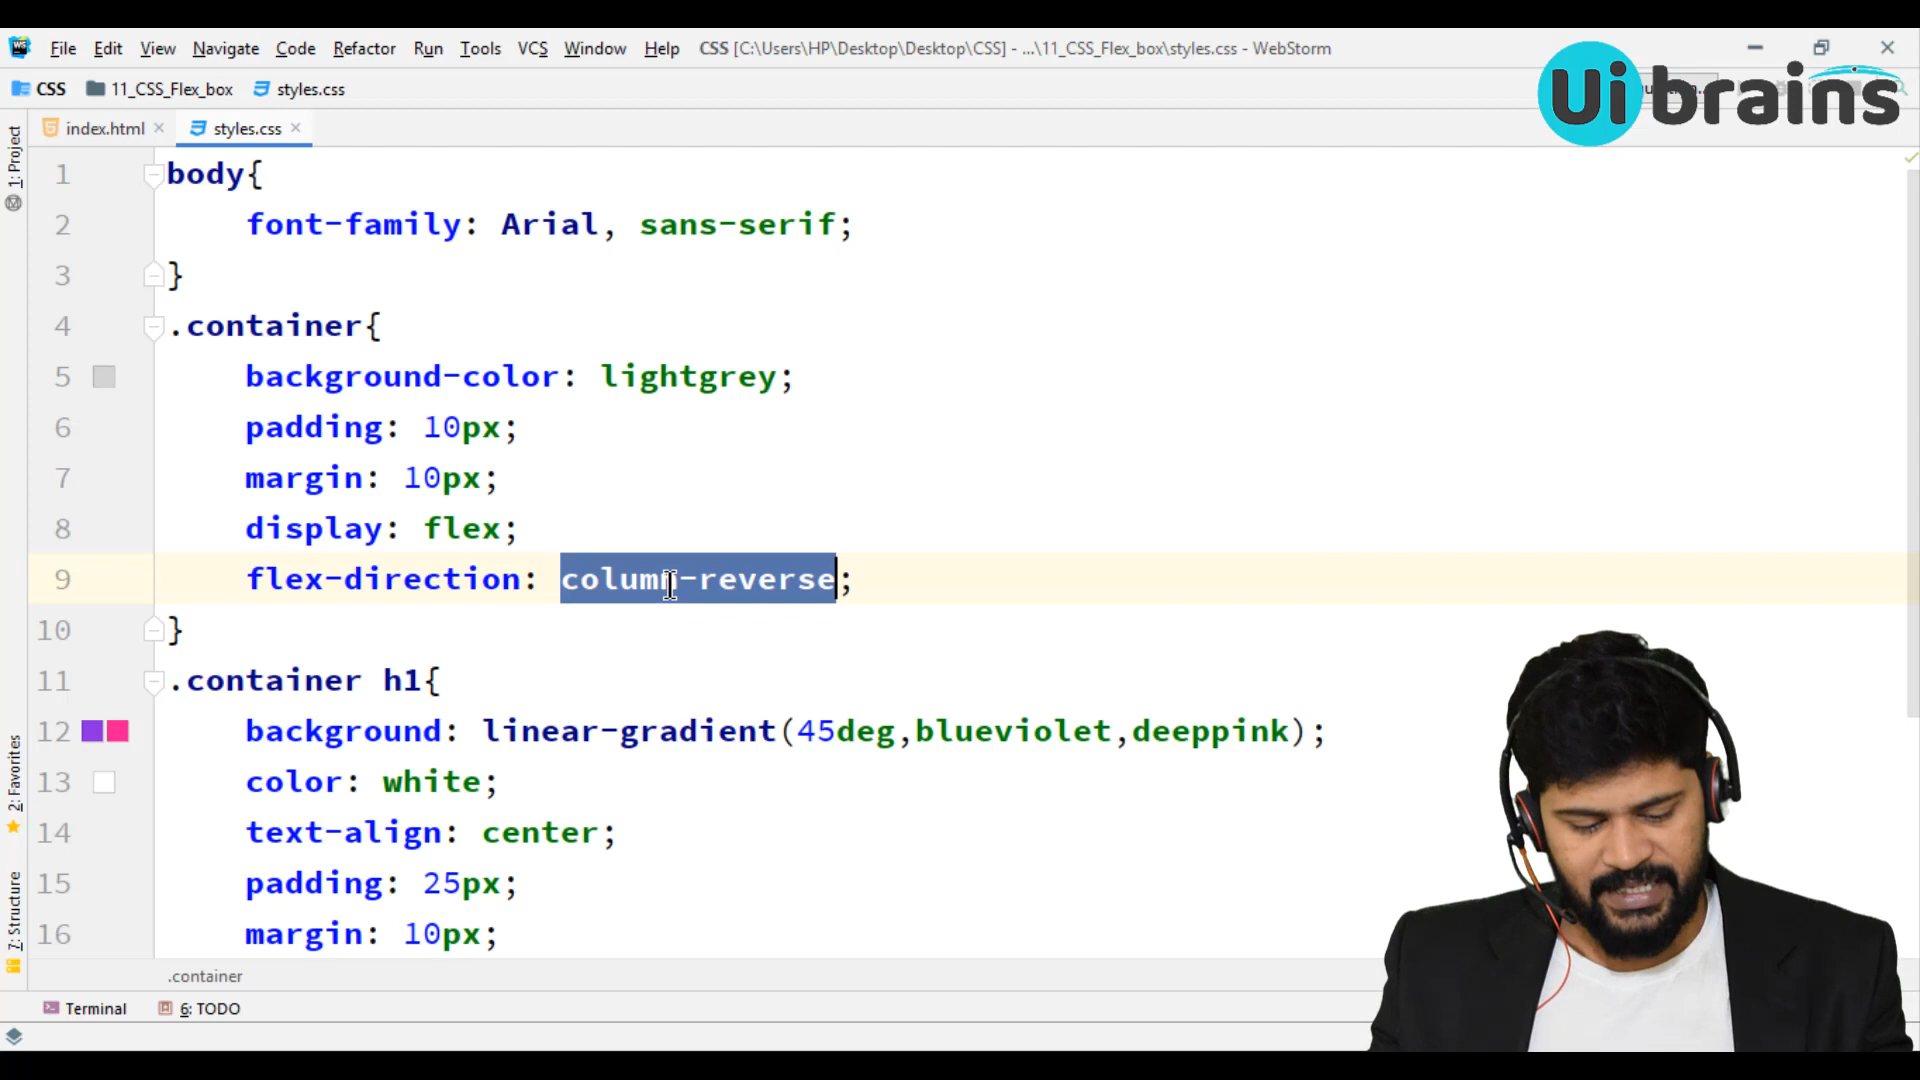 File Edit View Navigate Code Refactor Run Tools VCS Window Help CSS [C:\Users\HP\Desktop\Desktop\CSS] - ...\11_CSS_Flex_box\styles.css - WebStorm
CSS 11_CSS_Flex_box styles.css
Ui brains
index.html styles.css
1: Project
2: Favorites
7: Structure
1 body{
2 font-family: Arial, sans-serif;
3 }
4 .container{
5 background-color: lightgrey;
6 padding: 10px;
7 margin: 10px;
8 display: flex;
9 flex-direction: column-reverse;
10 }
11 .container h1{
12 background: linear-gradient(45deg,blueviolet,deeppink);
13 color: white;
14 text-align: center;
15 padding: 25px;
16 margin: 10px;
.container
Terminal 6: TODO